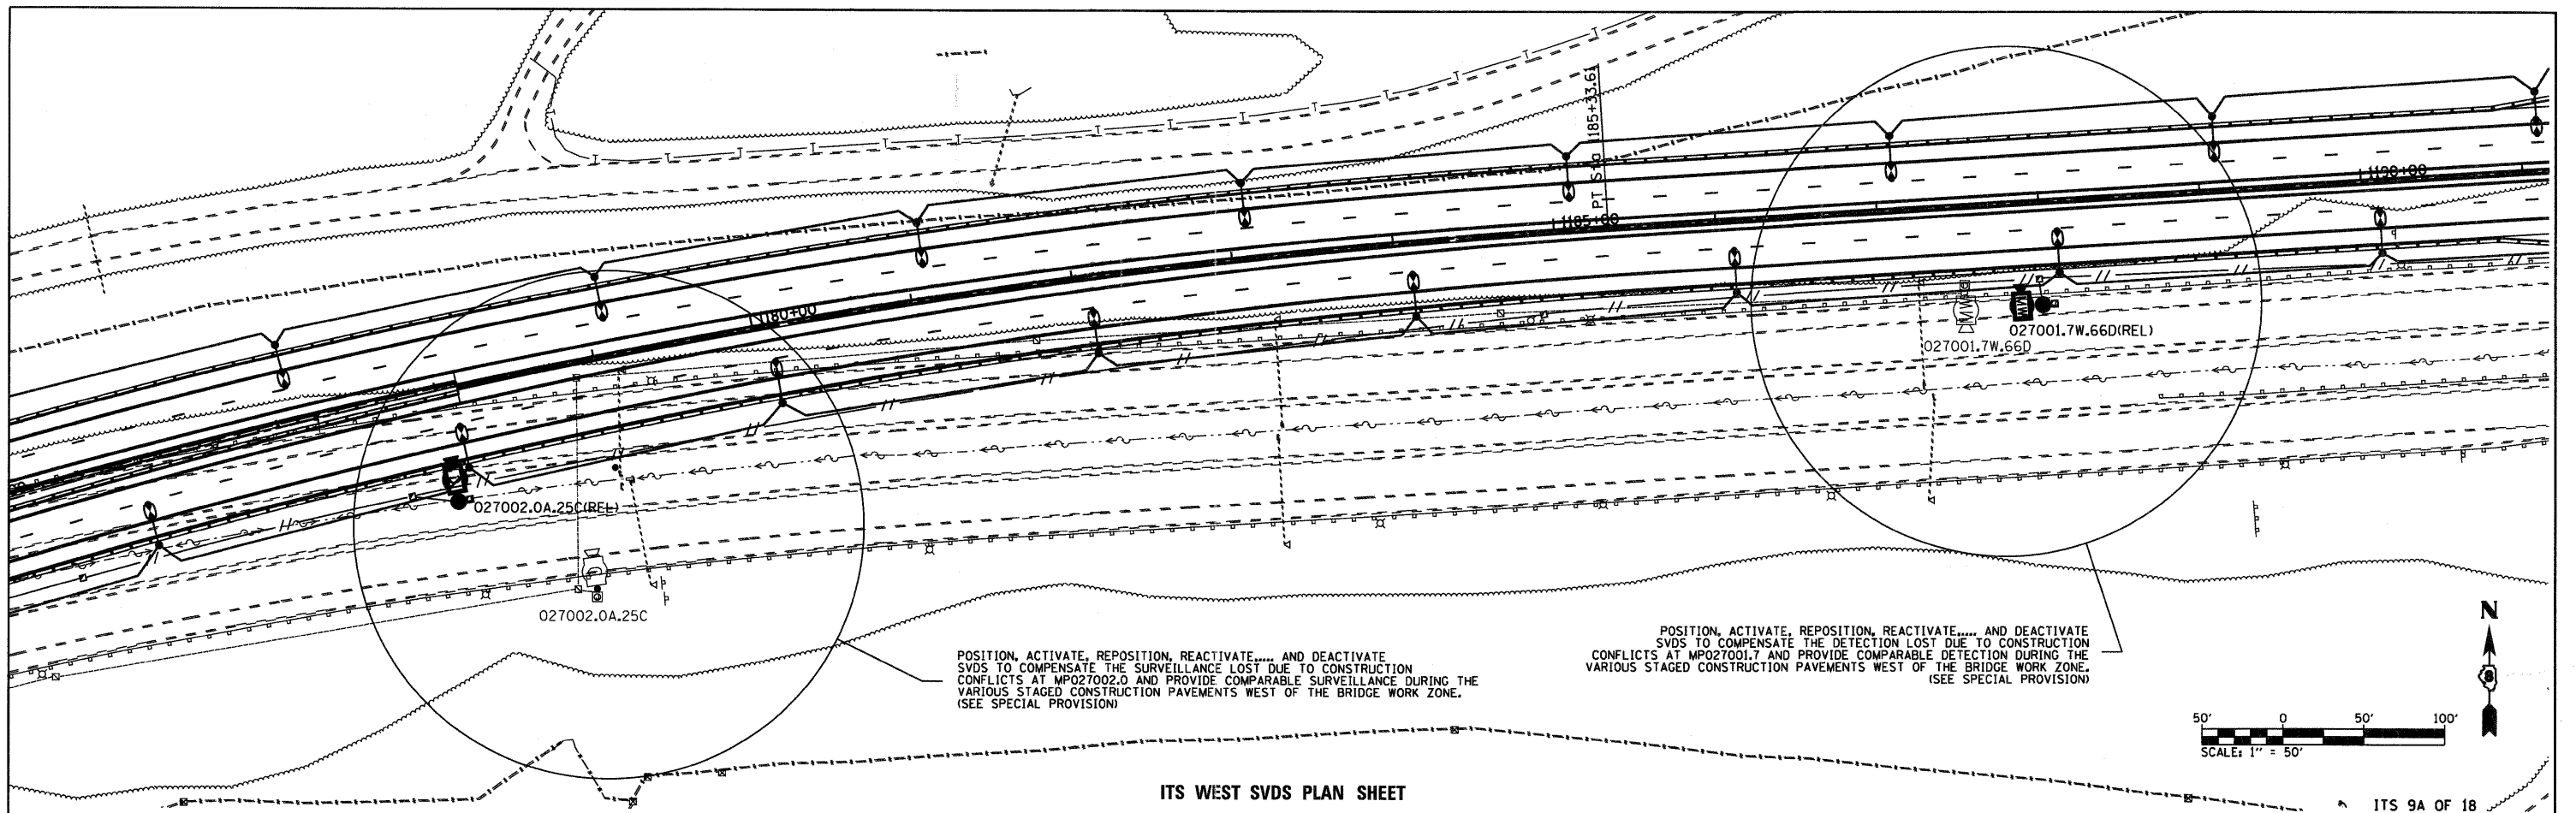 PT Sta 1185+33.61
1190+00
1185+00
1180+00
027001.7W.66D(REL)
027001.7W.66D
027002.0A.25C(REL)
027002.0A.25C
POSITION, ACTIVATE, REPOSITION, REACTIVATE,.... AND DEACTIVATE
SVDS TO COMPENSATE THE SURVEILLANCE LOST DUE TO CONSTRUCTION
CONFLICTS AT MP027002.0 AND PROVIDE COMPARABLE SURVEILLANCE DURING THE
VARIOUS STAGED CONSTRUCTION PAVEMENTS WEST OF THE BRIDGE WORK ZONE.
(SEE SPECIAL PROVISION)
POSITION, ACTIVATE, REPOSITION, REACTIVATE,.... AND DEACTIVATE
SVDS TO COMPENSATE THE DETECTION LOST DUE TO CONSTRUCTION
CONFLICTS AT MP027001.7 AND PROVIDE COMPARABLE DETECTION DURING THE
VARIOUS STAGED CONSTRUCTION PAVEMENTS WEST OF THE BRIDGE WORK ZONE.
(SEE SPECIAL PROVISION)
N
8
50' 0 50' 100'
SCALE: 1" = 50'
ITS WEST SVDS PLAN SHEET
ITS 9A OF 18